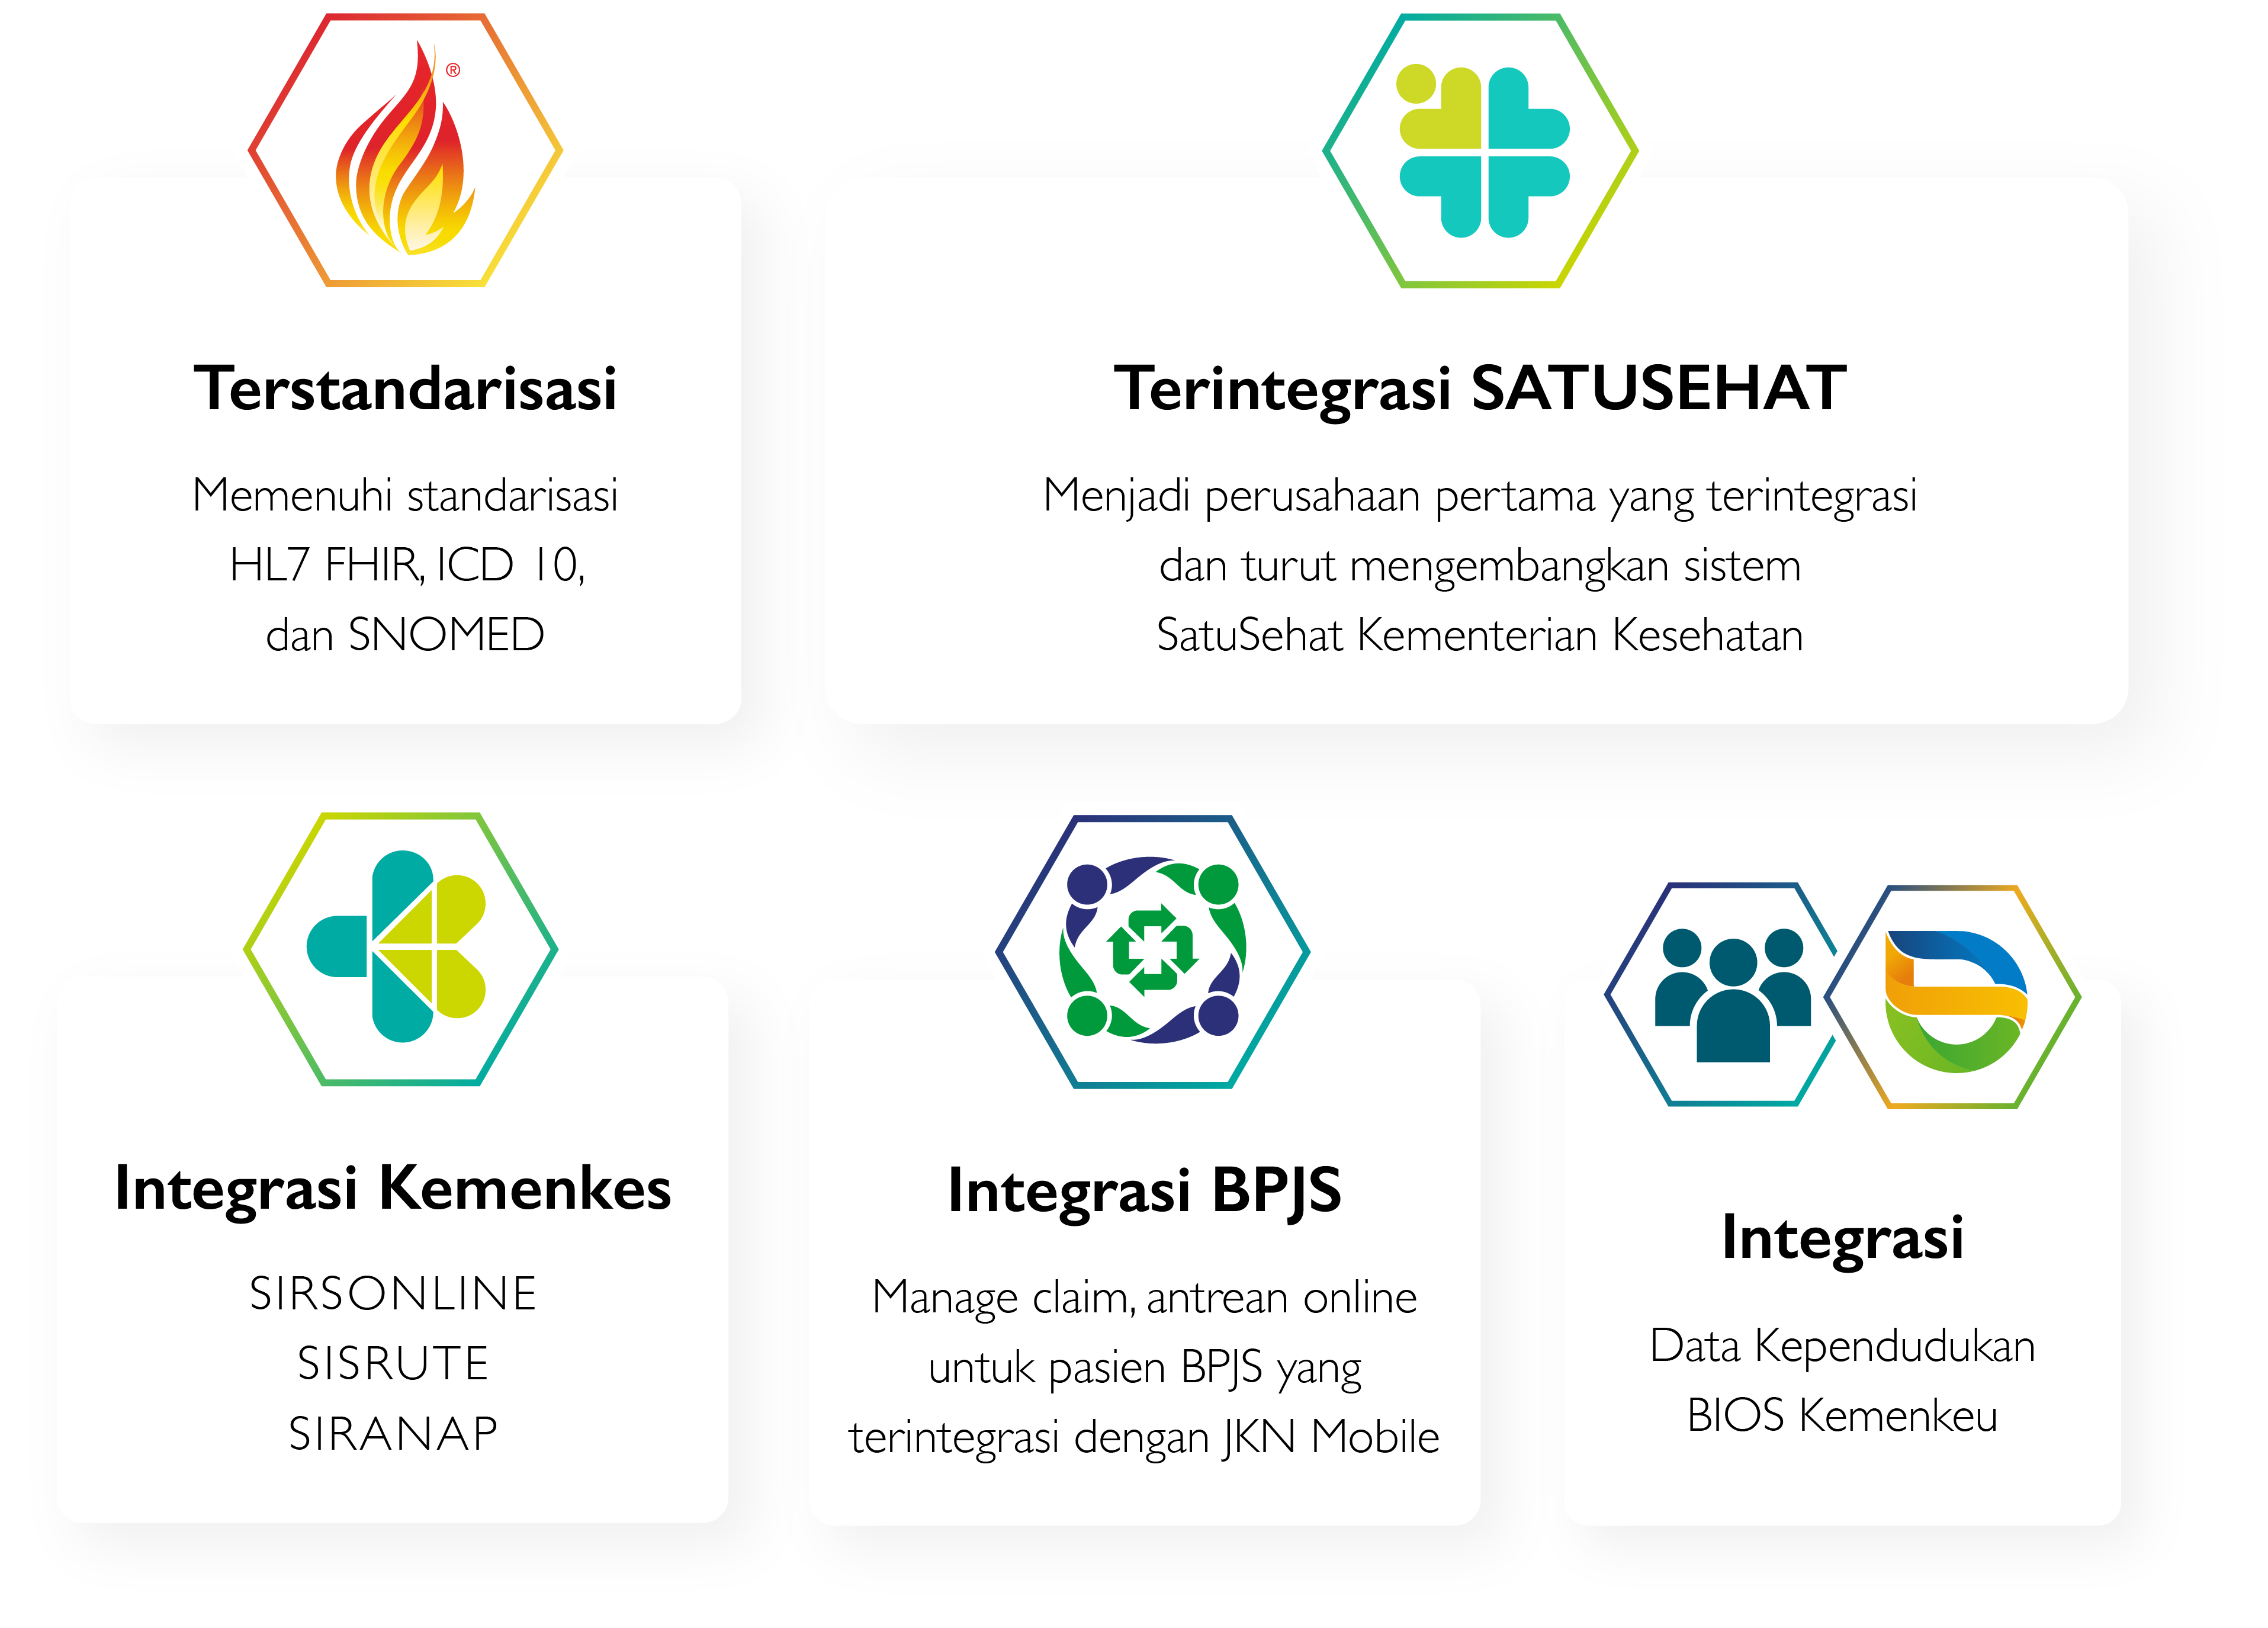 ®
Terstandarisasi
Memenuhi standarisasi
HL7 FHIR, ICD 10,
dan SNOMED
Terintegrasi SATUSEHAT
Menjadi perusahaan pertama yang terintegrasi
dan turut mengembangkan sistem
SatuSehat Kementerian Kesehatan
Integrasi Kemenkes
SIRSONLINE
SISRUTE
SIRANAP
Integrasi BPJS
Manage claim, antrean online
untuk pasien BPJS yang
terintegrasi dengan JKN Mobile
Integrasi
Data Kependudukan
BIOS Kemenkeu